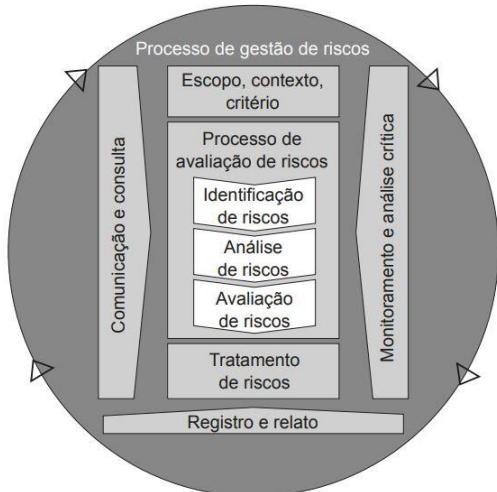 Processo de gestão de riscos
Escopo, contexto,
critério
Processo de
avaliação de riscos
Identificação
de riscos
Análise
de riscos
Avaliação
de riscos
Tratamento
de riscos
Comunicação e consulta
Monitoramento e análise crítica
Registro e relato